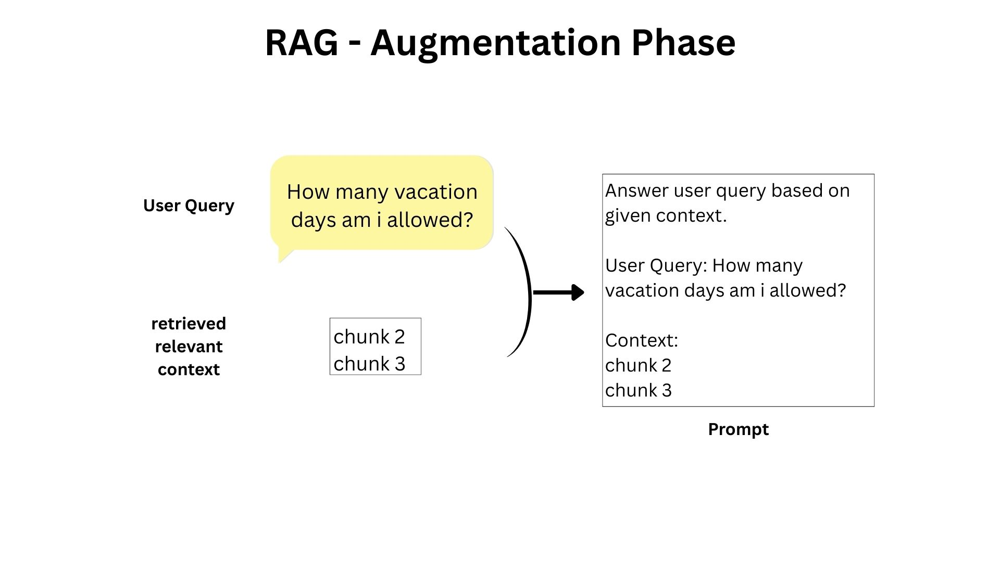 RAG - Augmentation Phase
User Query
How many vacation
days am i allowed?
retrieved
relevant
context
chunk 2
chunk 3
Answer user query based on
given context.
User Query: How many
vacation days am i allowed?
Context:
chunk 2
chunk 3
Prompt